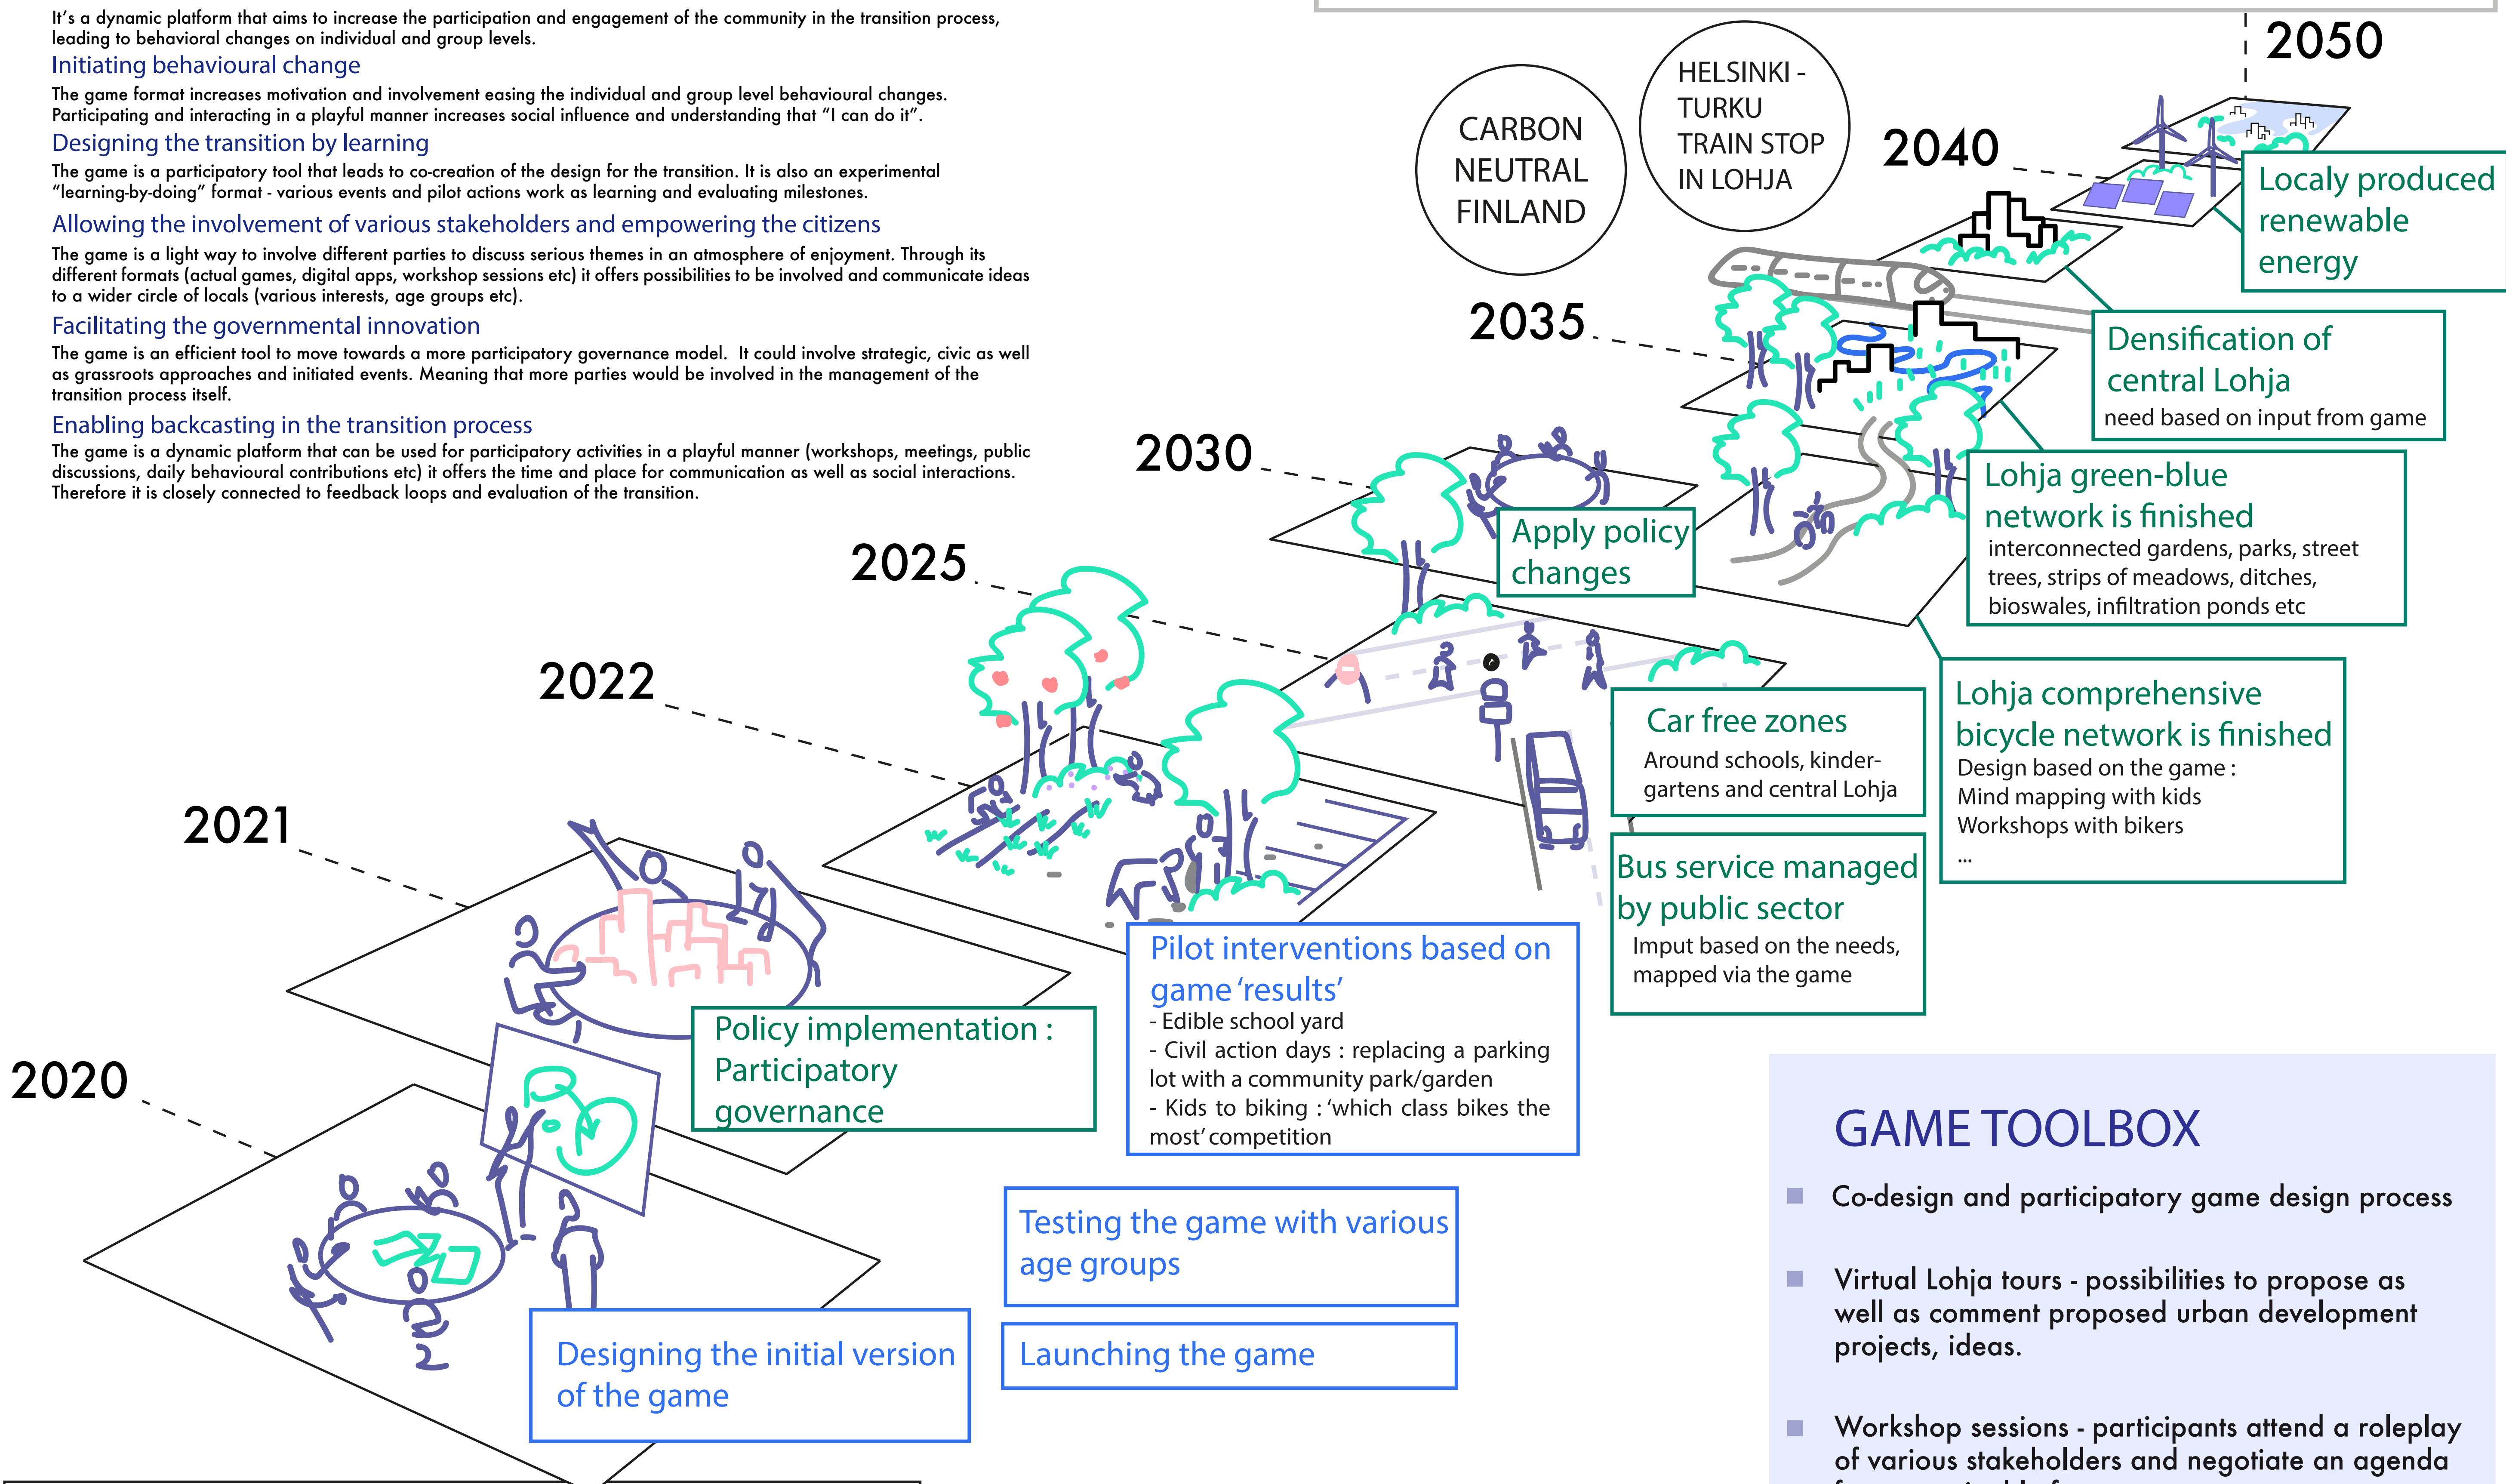 It's a dynamic platform that aims to increase the participation and engagement of the community in the transition process,
leading to behavioral changes on individual and group levels.
Initiating behavioural change
The game format increases motivation and involvement easing the individual and group level behavioural changes.
Participating and interacting in a playful manner increases social influence and understanding that “I can do it”.
Designing the transition by learning
The game is a participatory tool that leads to co-creation of the design for the transition. It is also an experimental
“learning-by-doing” format - various events and pilot actions work as learning and evaluating milestones.
Allowing the involvement of various stakeholders and empowering the citizens
The game is a light way to involve different parties to discuss serious themes in an atmosphere of enjoyment. Through its
different formats (actual games, digital apps, workshop sessions etc) it offers possibilities to be involved and communicate ideas
to a wider circle of locals (various interests, age groups etc).
Facilitating the governmental innovation
The game is an efficient tool to move towards a more participatory governance model. It could involve strategic, civic as well
as grassroots approaches and initiated events. Meaning that more parties would be involved in the management of the
transition process itself.
Enabling backcasting in the transition process
The game is a dynamic platform that can be used for participatory activities in a playful manner (workshops, meetings, public
discussions, daily behavioural contributions etc) it offers the time and place for communication as well as social interactions.
Therefore it is closely connected to feedback loops and evaluation of the transition.
2050
CARBON
NEUTRAL
FINLAND
HELSINKI -
TURKU
TRAIN STOP
IN LOHJA
2040
Localy produced
renewable
energy
2035
Densification of
central Lohja
need based on input from game
2030
Lohja green-blue
network is finished
interconnected gardens, parks, street
trees, strips of meadows, ditches,
bioswales, infiltration ponds etc
Apply policy
changes
2025
Lohja comprehensive
bicycle network is finished
Design based on the game :
Mind mapping with kids
Workshops with bikers
...
Car free zones
Around schools, kinder-
gartens and central Lohja
Bus service managed
by public sector
Imput based on the needs,
mapped via the game
2022
Pilot interventions based on
game ‘results’
- Edible school yard
- Civil action days : replacing a parking
lot with a community park/garden
- Kids to biking : ‘which class bikes the
most’ competition
2021
Policy implementation :
Participatory
governance
2020
Testing the game with various
age groups
Launching the game
Designing the initial version
of the game
GAME TOOLBOX
Co-design and participatory game design process
Virtual Lohja tours - possibilities to propose as
well as comment proposed urban development
projects, ideas.
Workshop sessions - participants attend a roleplay
of various stakeholders and negotiate an agenda